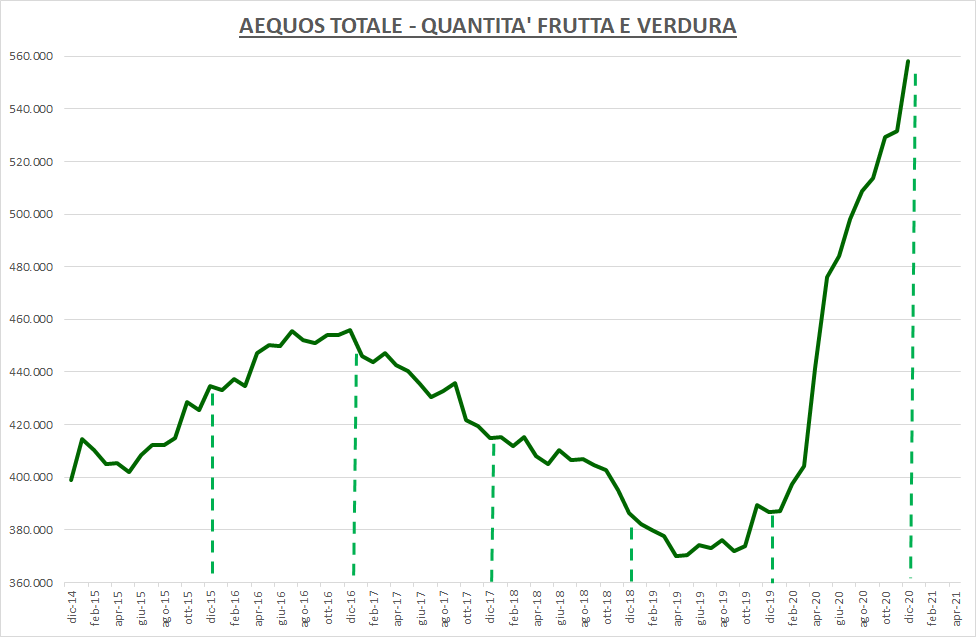 AEQUOS TOTALE - QUANTITA' FRUTTA E VERDURA
560.000
540.000
520.000
500.000
480.000
460.000
440.000
420.000
400.000
380.000
360.000
dic-14
feb-15
apr-15
giu-15
ago-15
ott-15
dic-15
feb-16
apr-16
giu-16
ago-16
ott-16
dic-16
feb-17
apr-17
giu-17
ago-17
ott-17
dic-17
feb-18
apr-18
giu-18
ago-18
ott-18
dic-18
feb-19
apr-19
giu-19
ago-19
ott-19
dic-19
feb-20
apr-20
giu-20
ago-20
ott-20
dic-20
feb-21
apr-21